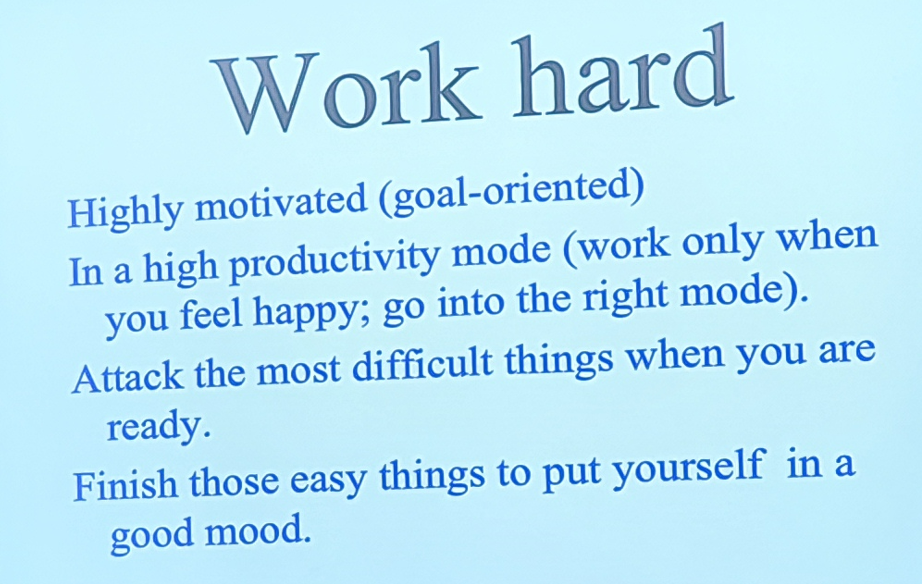 Work hard
Highly motivated (goal-oriented)
In a high productivity mode (work only when
you feel happy; go into the right mode).
Attack the most difficult things when you are
ready.
Finish those easy things to put yourself in a
good mood.